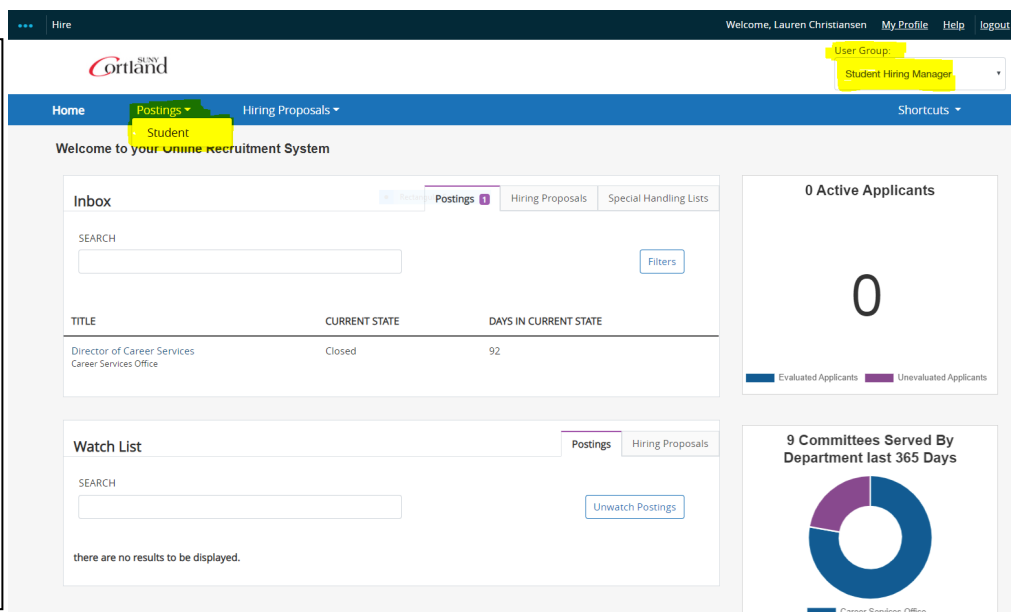 ••• Hire Welcome, Lauren Christiansen My Profile Help logout
SUNY
Cortland
User Group:
Student Hiring Manager
Home Postings Hiring Proposals Shortcuts
Student
Welcome to your Online Recruitment System
Inbox Postings 1 Hiring Proposals Special Handling Lists
SEARCH
Filters
TITLE CURRENT STATE DAYS IN CURRENT STATE
Director of Career Services Closed 92
Career Services Office
0 Active Applicants
0
Evaluated Applicants Unevaluated Applicants
Watch List Postings Hiring Proposals
SEARCH
Unwatch Postings
there are no results to be displayed.
9 Committees Served By
Department last 365 Days
Career Services Office